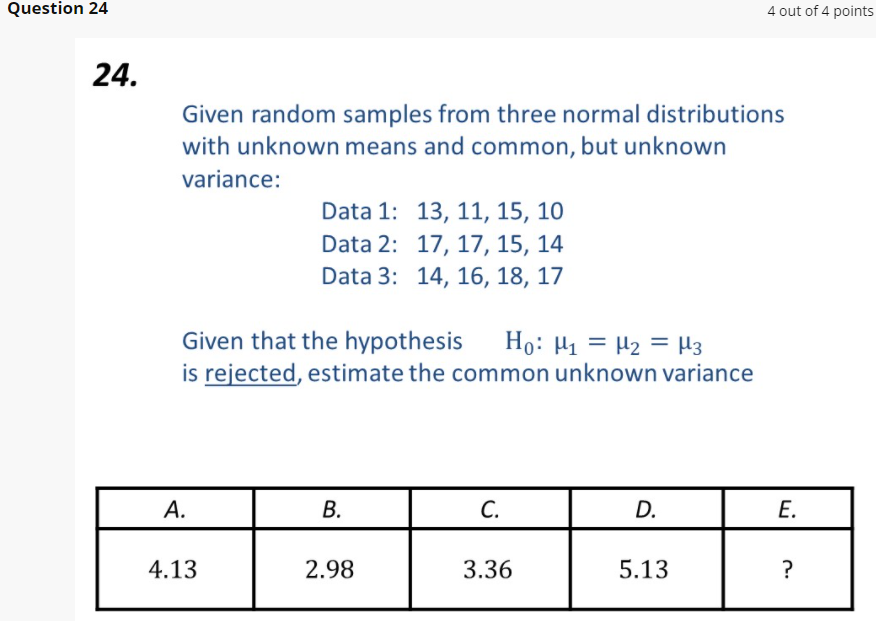 Question 24
4 out of 4 points
24.
Given random samples from three normal distributions
with unknown means and common, but unknown
variance:
Data 1: 13, 11, 15, 10
Data 2: 17, 17, 15, 14
Data 3: 14, 16, 18, 17
Given that the hypothesis H₀: μ₁ = μ₂ = μ₃
is rejected, estimate the common unknown variance
A. B. C. D. E.
4.13 2.98 3.36 5.13 ?